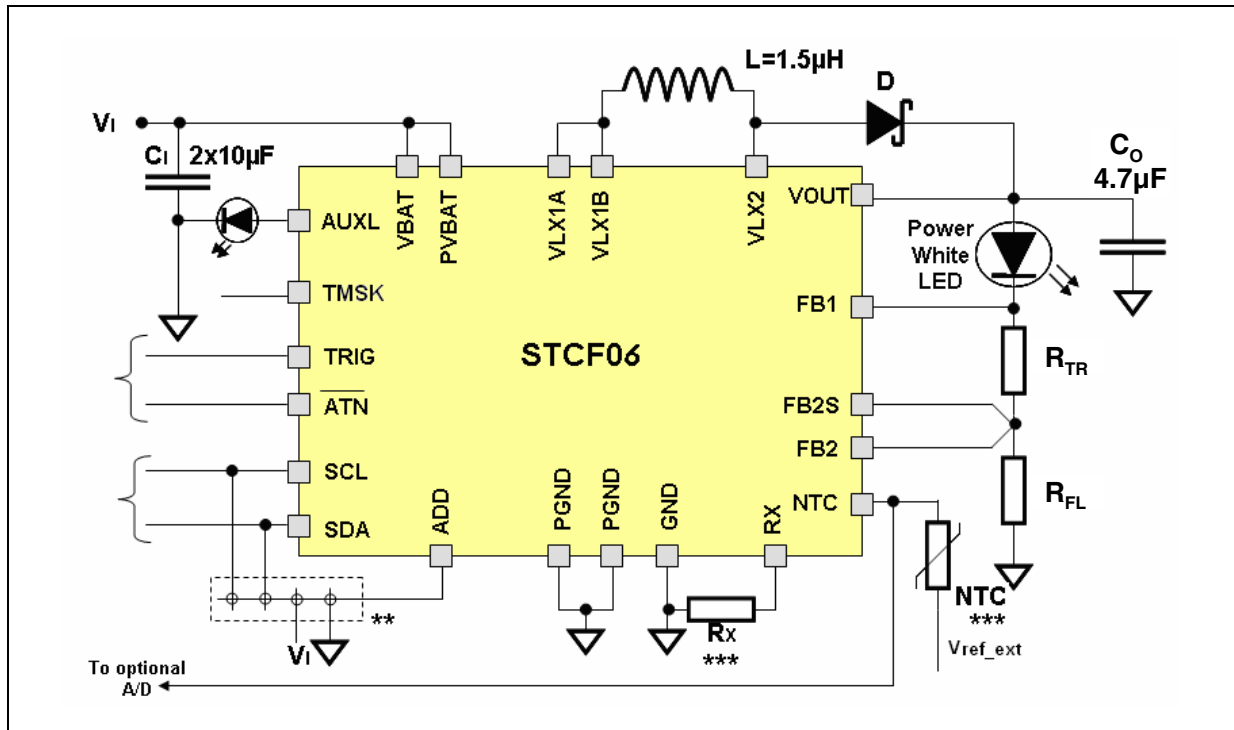 L=1.5µH
D
VI
CI 2x10µF
CO
4.7µF
AUXL
VBAT
PVBAT
VLX1A
VLX1B
VLX2
VOUT
Power
White
LED
TMSK
FB1
TRIG
STCF06
RTR
ATN
FB2S
FB2
SCL
SDA
ADD
PGND
PGND
GND
RX
NTC
RFL
**
VI
RX
***
NTC
***
Vref_ext
To optional
A/D